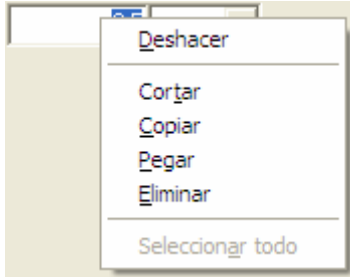 Deshacer
Cortar
Copiar
Pegar
Eliminar
Seleccionar todo